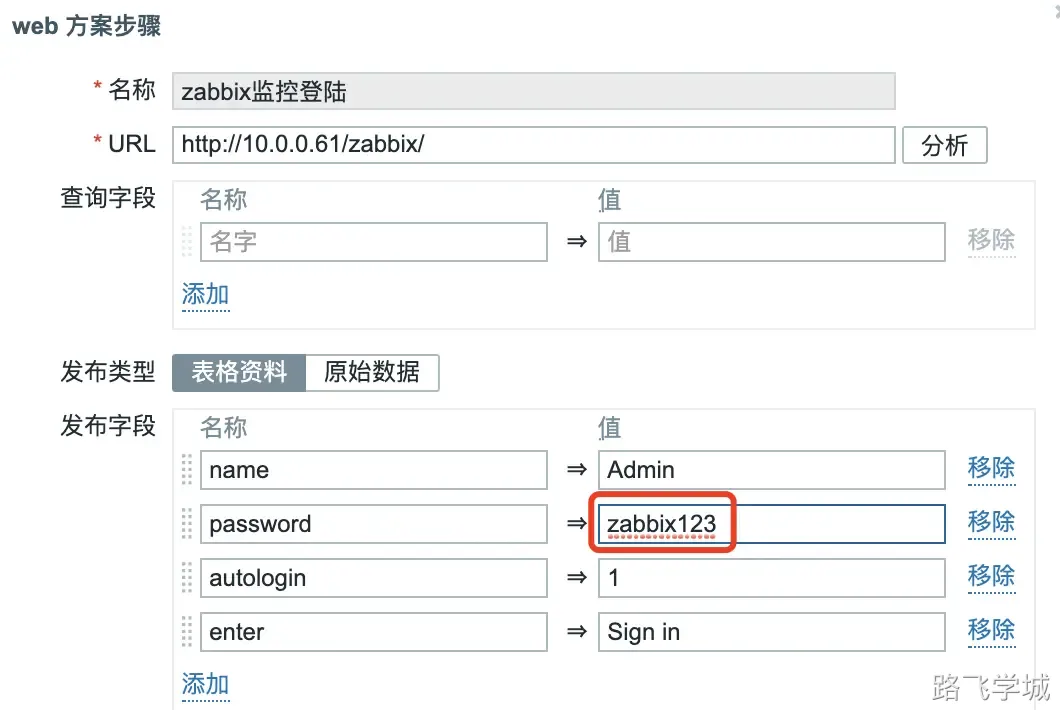 web 方案步骤
* 名称 zabbix监控登陆
* URL http://10.0.0.61/zabbix/ 分析
查询字段 名称 值
名字 ⇒ 值 移除
添加
发布类型 表格资料 原始数据
发布字段 名称 值
name ⇒ Admin 移除
password ⇒ zabbix123 移除
autologin ⇒ 1 移除
enter ⇒ Sign in 移除
添加
路飞学城